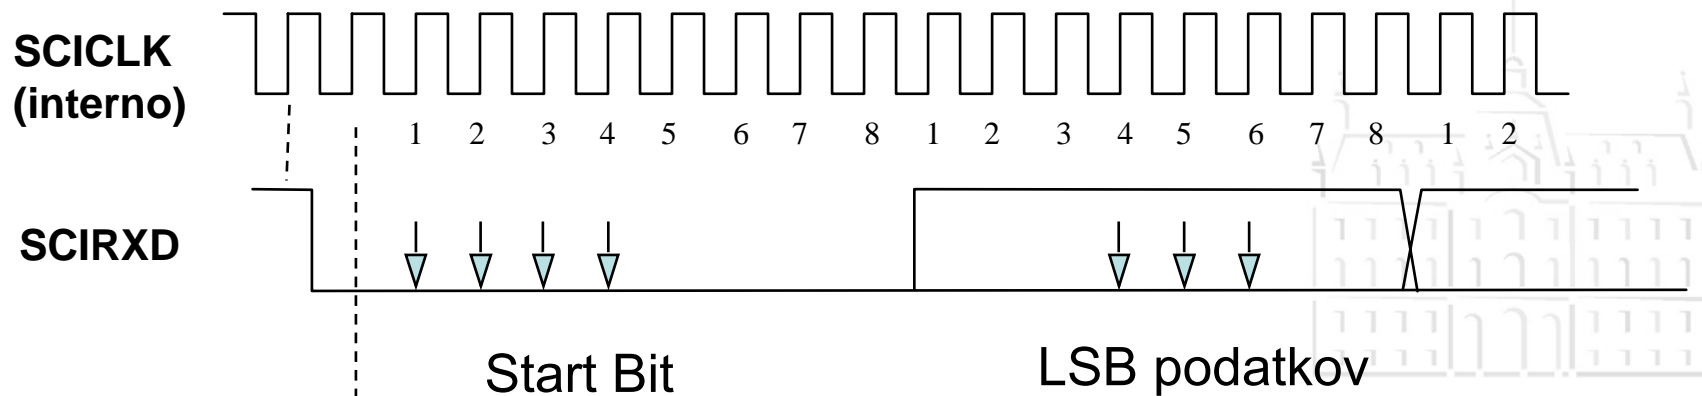 SCICLK
(interno)
1 2 3 4 5 6 7 8 1 2 3 4 5 6 7 8 1 2
SCIRXD
Start Bit
LSB podatkov